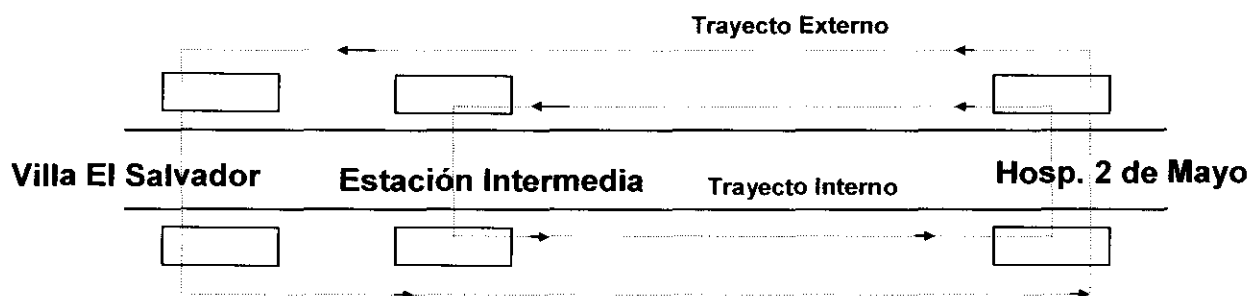 Trayecto Externo
Villa El Salvador
Estación Intermedia
Trayecto Interno
Hosp. 2 de Mayo